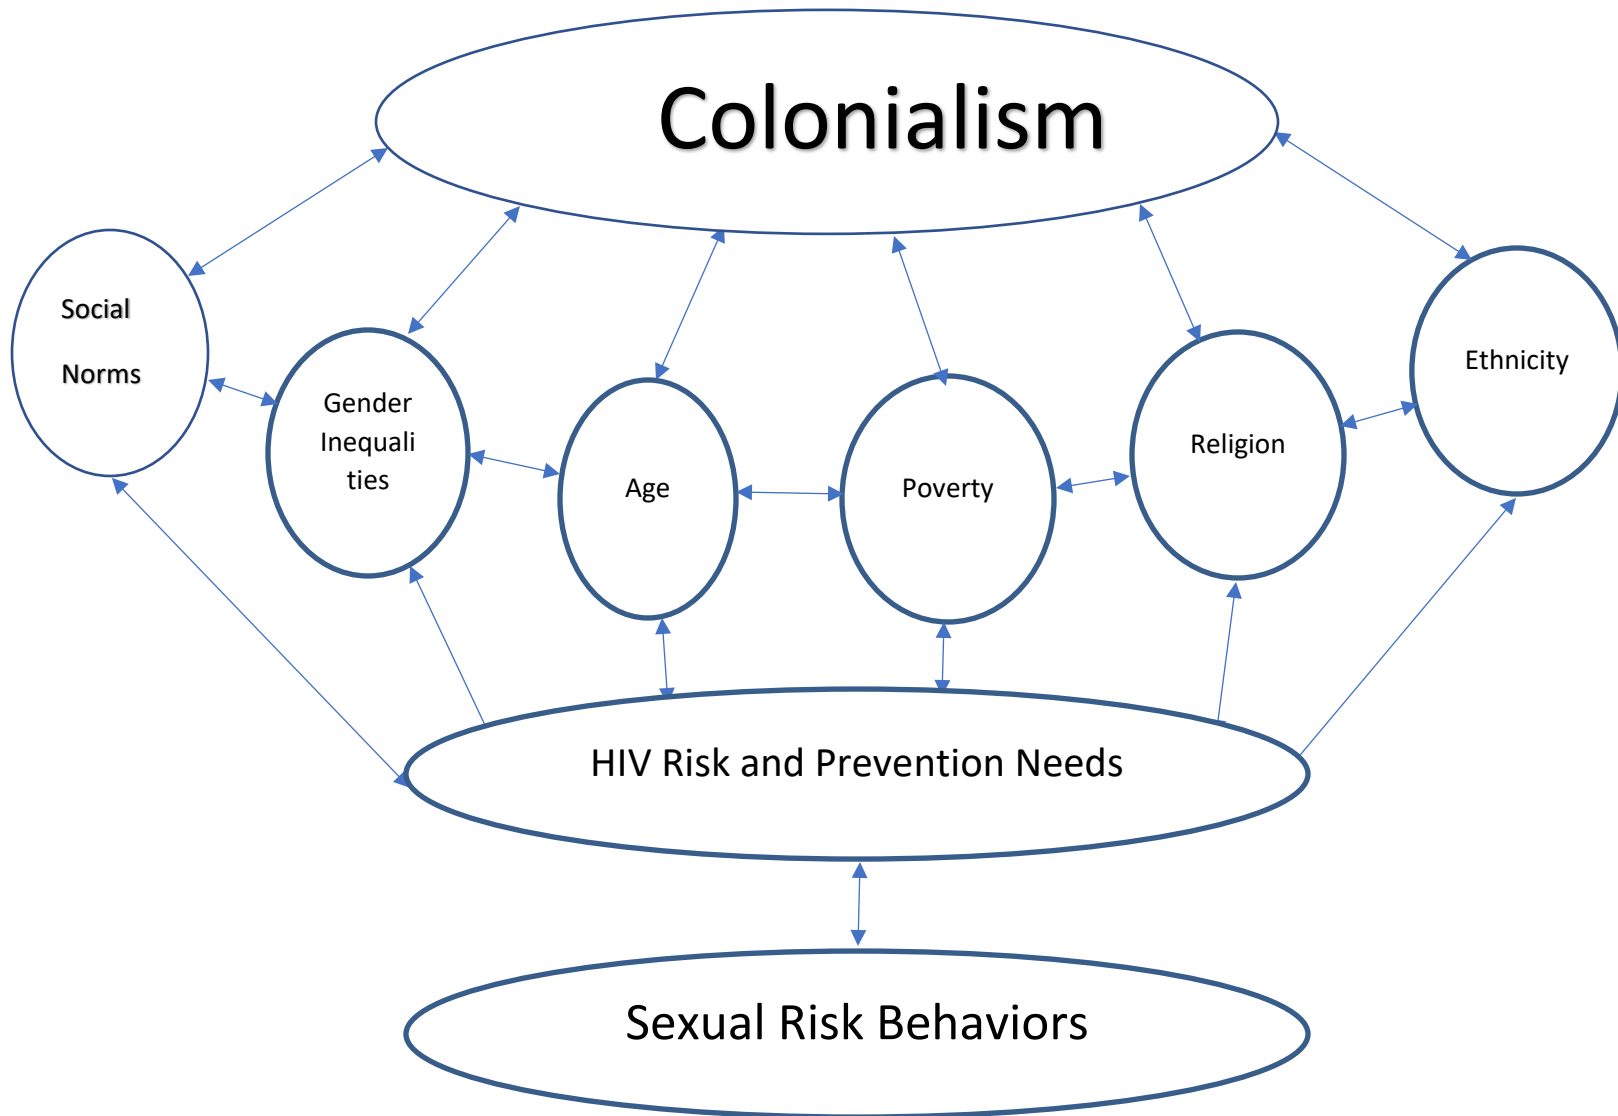 Colonialism
Social
Norms
Gender
Inequali
ties
Age
Poverty
Religion
Ethnicity
HIV Risk and Prevention Needs
Sexual Risk Behaviors